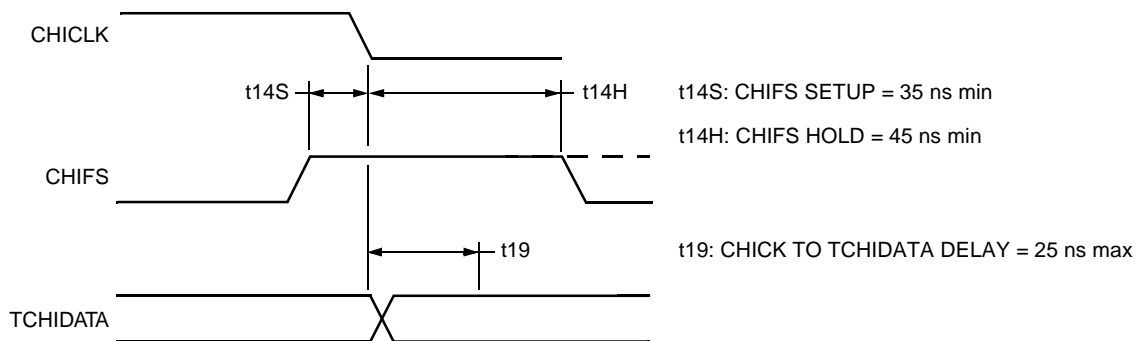 CHICLK
t14S
t14H
t14S: CHIFS SETUP = 35 ns min
t14H: CHIFS HOLD = 45 ns min
CHIFS
t19
t19: CHICK TO TCHIDATA DELAY = 25 ns max
TCHIDATA